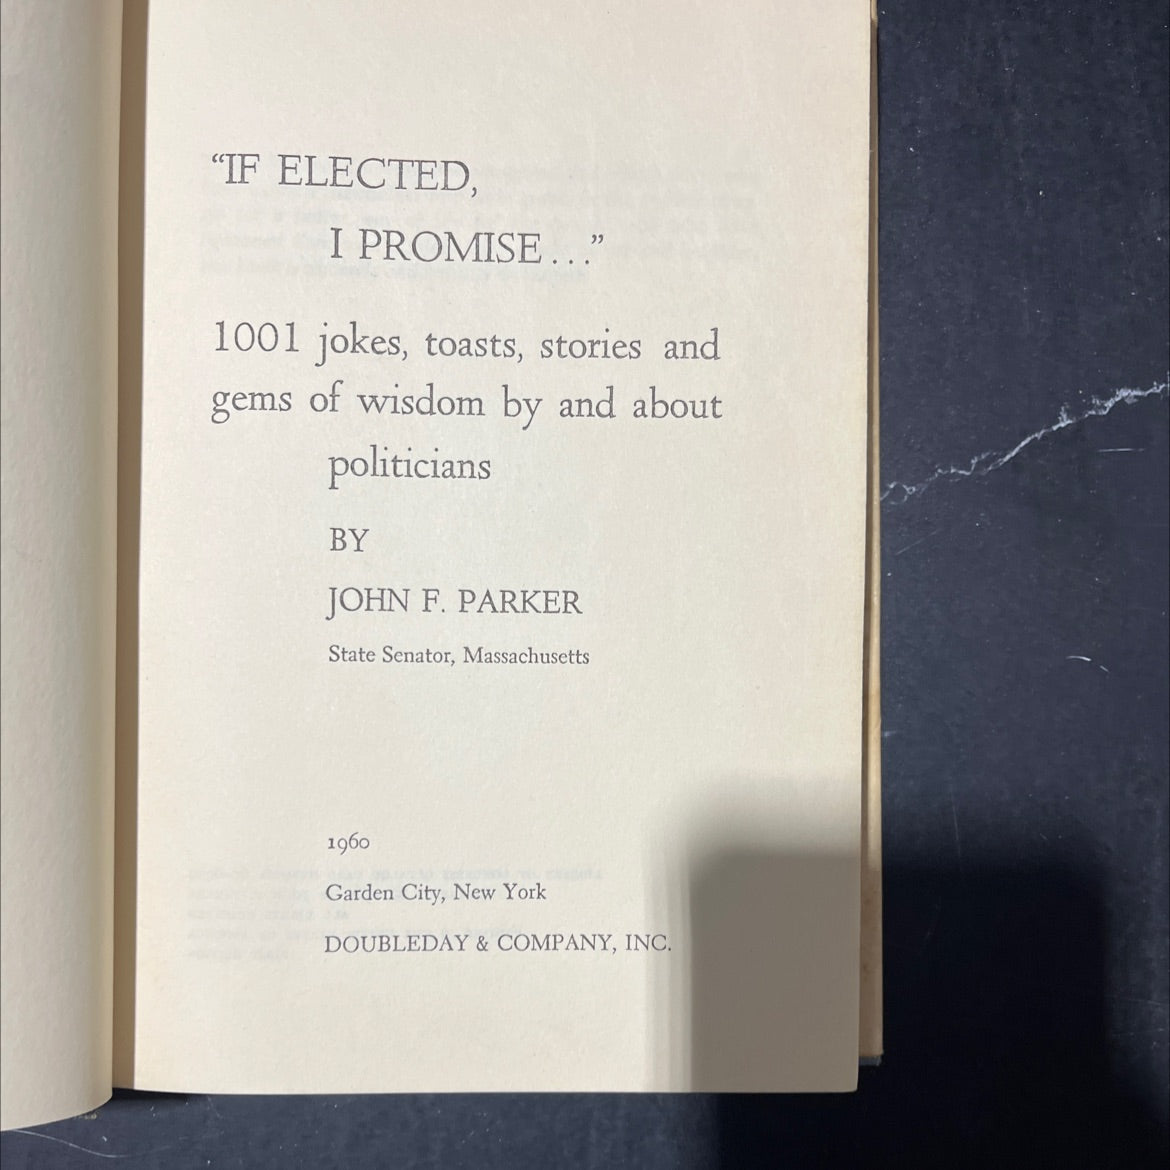 “IF ELECTED,
I PROMISE . . .”
1001 jokes, toasts, stories and
gems of wisdom by and about
politicians
BY
JOHN F. PARKER
State Senator, Massachusetts
1960
Garden City, New York
DOUBLEDAY & COMPANY, INC.